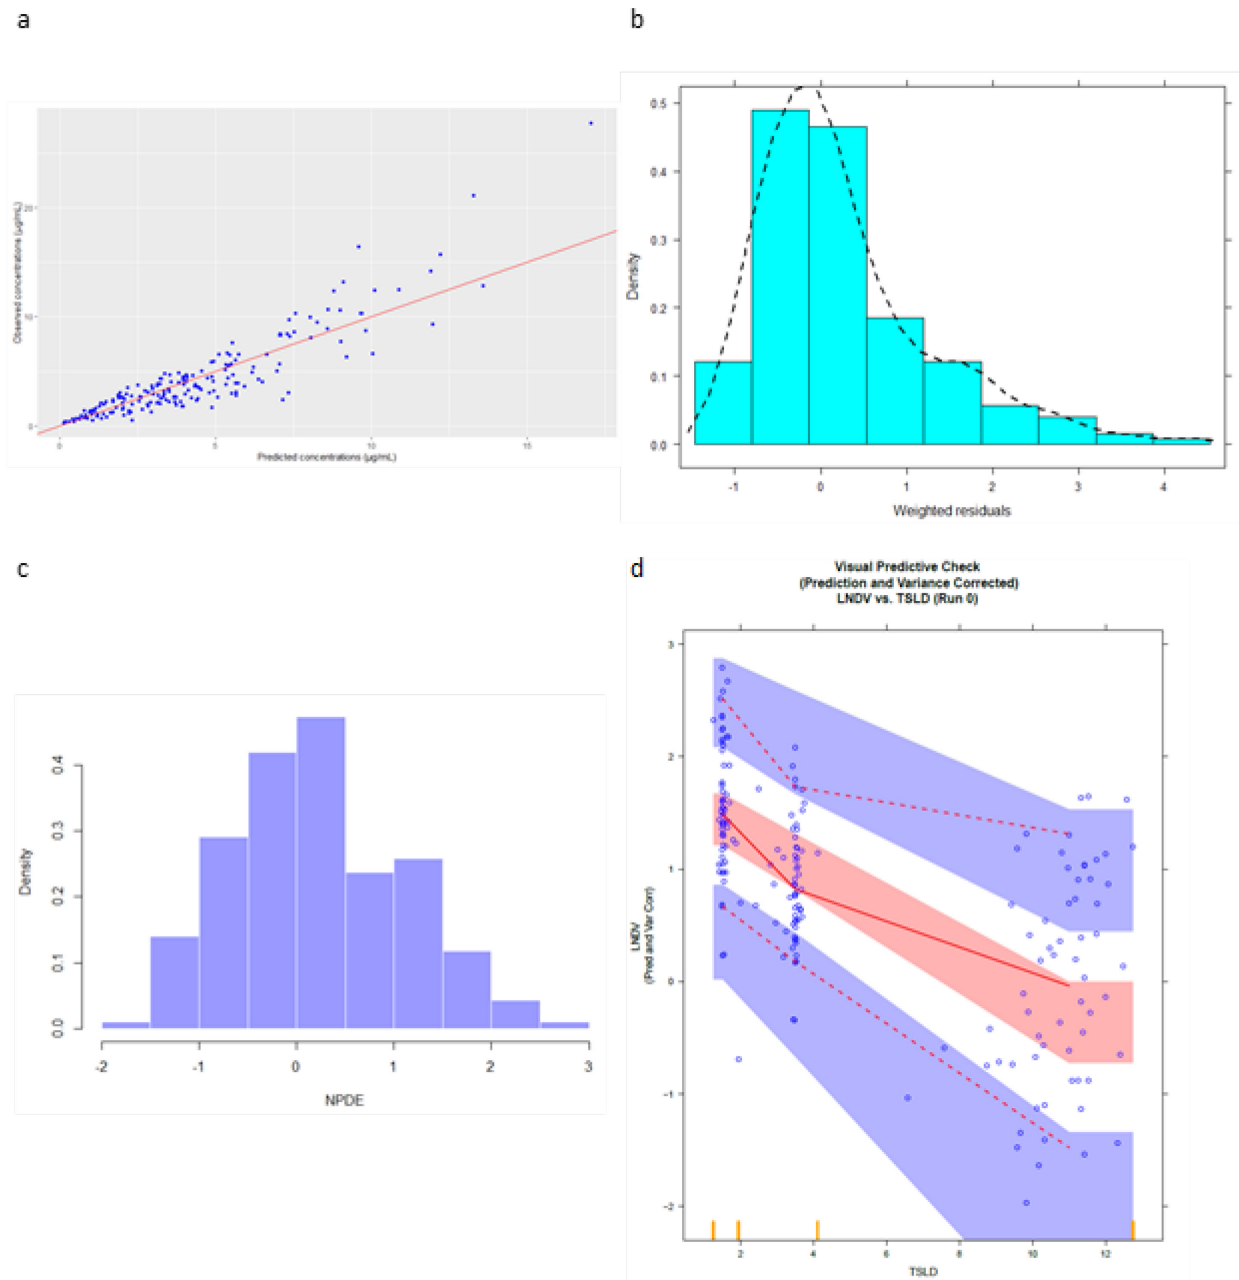 a
b
20
10
0
Observed concentrations (µg/mL)
0
5
10
15
Predicted concentrations (µg/mL)
0.5
0.4
0.3
0.2
0.1
0.0
Density
-1
0
1
2
3
4
Weighted residuals
c
d
0.4
0.3
0.2
0.1
0.0
Density
-2
-1
0
1
2
3
NPDE
Visual Predictive Check
(Prediction and Variance Corrected)
LNDV vs. TSLD (Run 0)
3
2
1
0
-1
-2
LNDV
(Pred and Var Corr)
2
4
6
8
10
12
TSLD